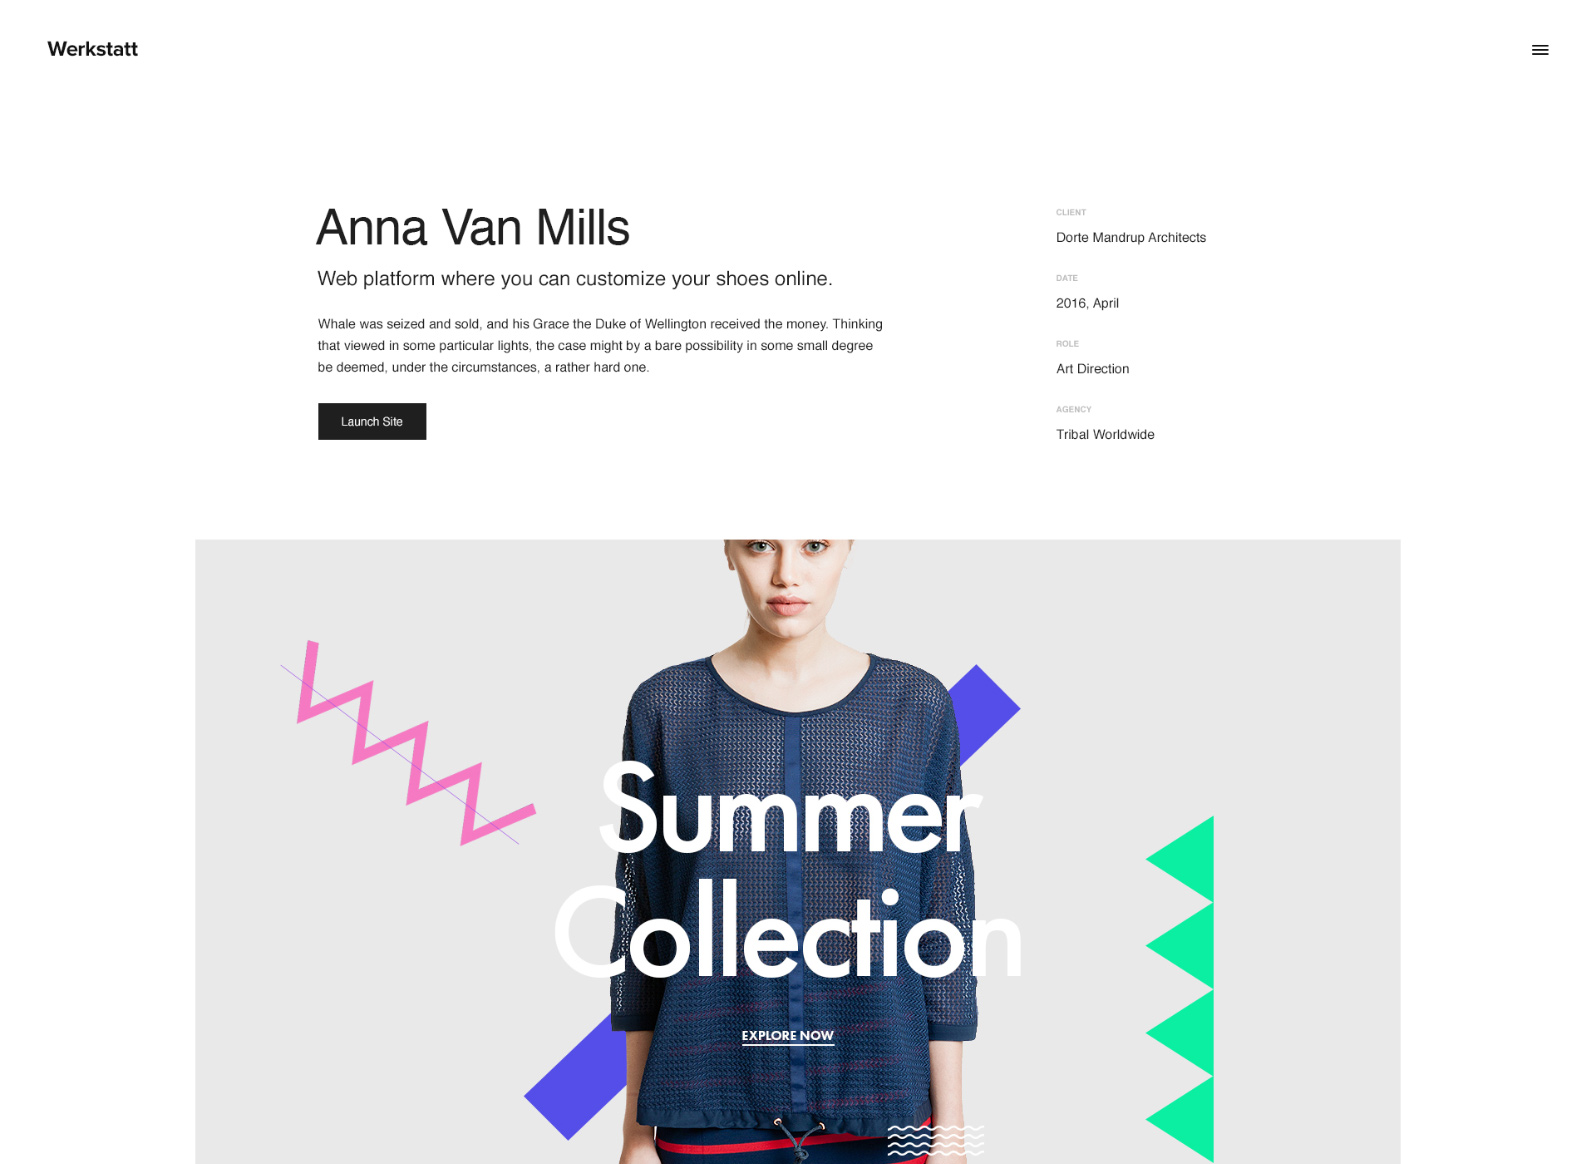 Werkstatt
Anna Van Mills
Web platform where you can customize your shoes online.
Whale was seized and sold, and his Grace the Duke of Wellington received the money. Thinking
that viewed in some particular lights, the case might by a bare possibility in some small degree
be deemed, under the circumstances, a rather hard one.
Launch Site
CLIENT
Dorte Mandrup Architects
DATE
2016, April
ROLE
Art Direction
AGENCY
Tribal Worldwide
Summer
Collection
EXPLORE NOW